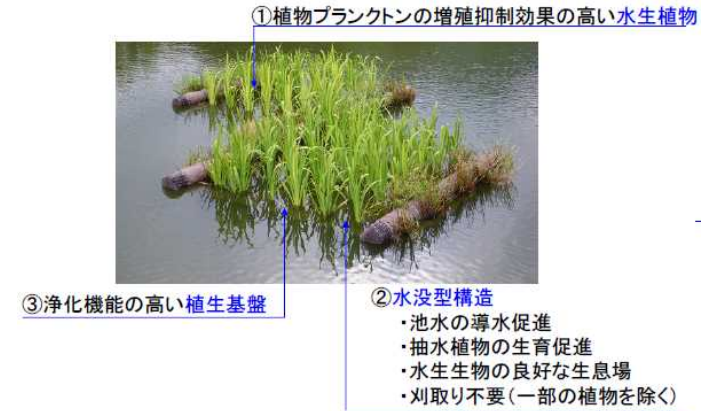 ①植物プランクトンの増殖抑制効果の高い水生植物
③浄化機能の高い植生基盤
②水没型構造
・池水の導水促進
・抽水植物の生育促進
・水生生物の良好な生息場
・刈取り不要（一部の植物を除く）